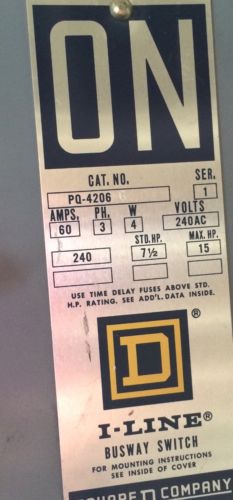 ON
CAT. NO. SER.
PQ-4206 1
AMPS. PH. W VOLTS
60 3 4 240AC
STD. HP. MAX. HP.
240 7½ 15
USE TIME DELAY FUSES ABOVE STD.
H.P. RATING. SEE ADD'L. DATA INSIDE.
D ®
I-LINE®
BUSWAY SWITCH
FOR MOUNTING INSTRUCTIONS
SEE INSIDE OF COVER
SQUARE D COMPANY